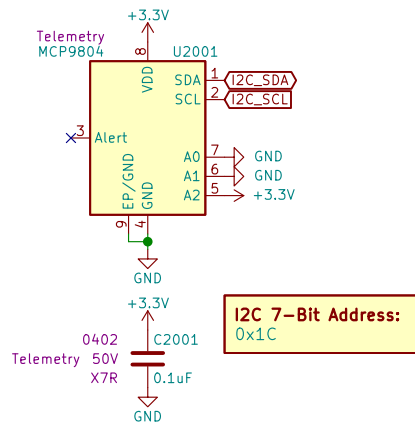 +3.3V
Telemetry
MCP9804
U2001
8
VDD
SDA 1 I2C_SDA
SCL 2 I2C_SCL
3 Alert
A0 7 GND
A1 6 GND
A2 5 +3.3V
EP/GND
GND
9
4
GND
+3.3V
0402 C2001
Telemetry 50V
X7R 0.1uF
GND
I2C 7-Bit Address:
0x1C